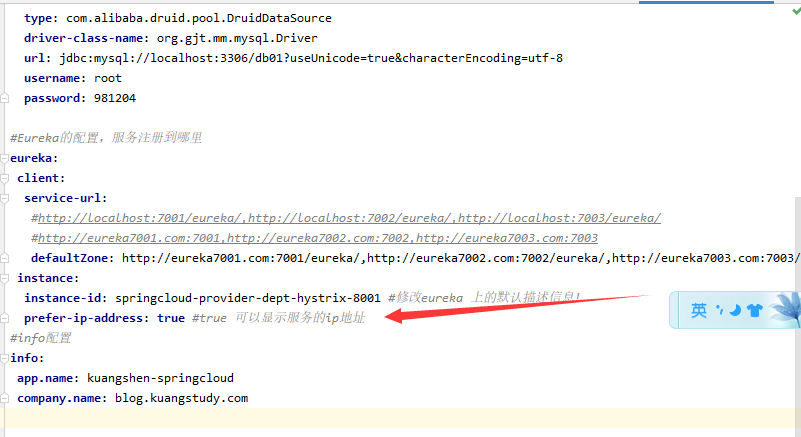 type: com.alibaba.druid.pool.DruidDataSource
driver-class-name: org.gjt.mm.mysql.Driver
url: jdbc:mysql://localhost:3306/db01?useUnicode=true&characterEncoding=utf-8
username: root
password: 981204
#Eureka的配置，服务注册到哪里
eureka:
client:
service-url:
#http://localhost:7001/eureka/,http://localhost:7002/eureka/,http://localhost:7003/eureka/
#http://eureka7001.com:7001,http://eureka7002.com:7002,http://eureka7003.com:7003
defaultZone: http://eureka7001.com:7001/eureka/,http://eureka7002.com:7002/eureka/,http://eureka7003.com:7003/
instance:
instance-id: springcloud-provider-dept-hystrix-8001 #修改eureka 上的默认描述信息!
prefer-ip-address: true #true 可以显示服务的ip地址
英
#info配置
info:
app.name: kuangshen-springcloud
company.name: blog.kuangstudy.com